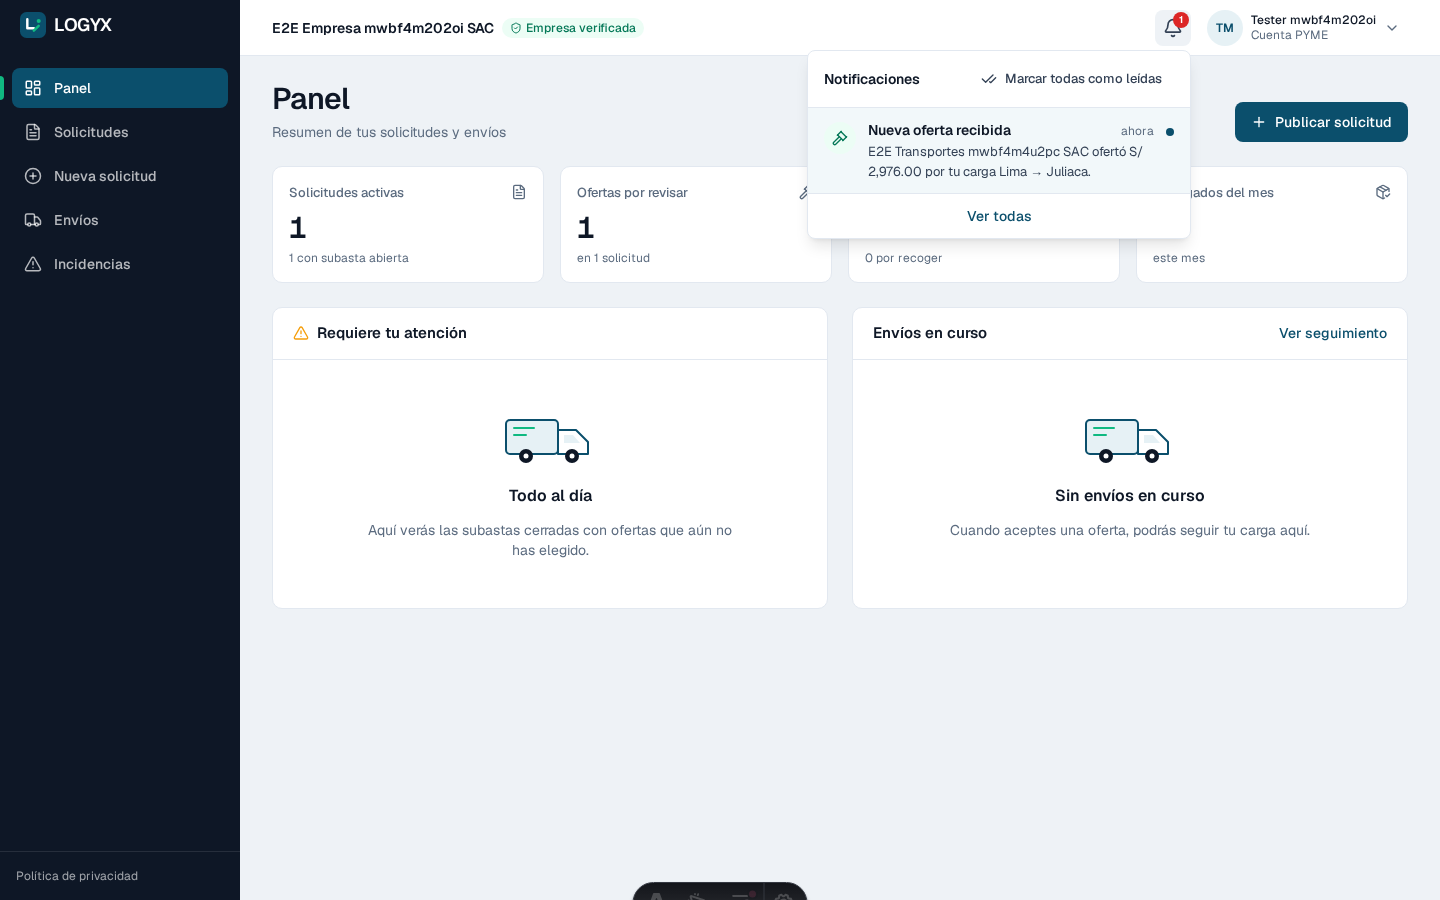 LOGYX
E2E Empresa mwbf4m202oi SAC
Empresa verificada
1
TM
Tester mwbf4m202oi
Cuenta PYME
Panel
Solicitudes
Nueva solicitud
Envíos
Incidencias
Política de privacidad
Panel
Resumen de tus solicitudes y envíos
Publicar solicitud
Notificaciones
Marcar todas como leídas
Nueva oferta recibida
ahora
E2E Transportes mwbf4m4u2pc SAC ofertó S/
2,976.00 por tu carga Lima → Juliaca.
Ver todas
Solicitudes activas
1
1 con subasta abierta
Ofertas por revisar
1
en 1 solicitud
0 por recoger
del mes
este mes
Requiere tu atención
Todo al día
Aquí verás las subastas cerradas con ofertas que aún no
has elegido.
Envíos en curso
Ver seguimiento
Sin envíos en curso
Cuando aceptes una oferta, podrás seguir tu carga aquí.